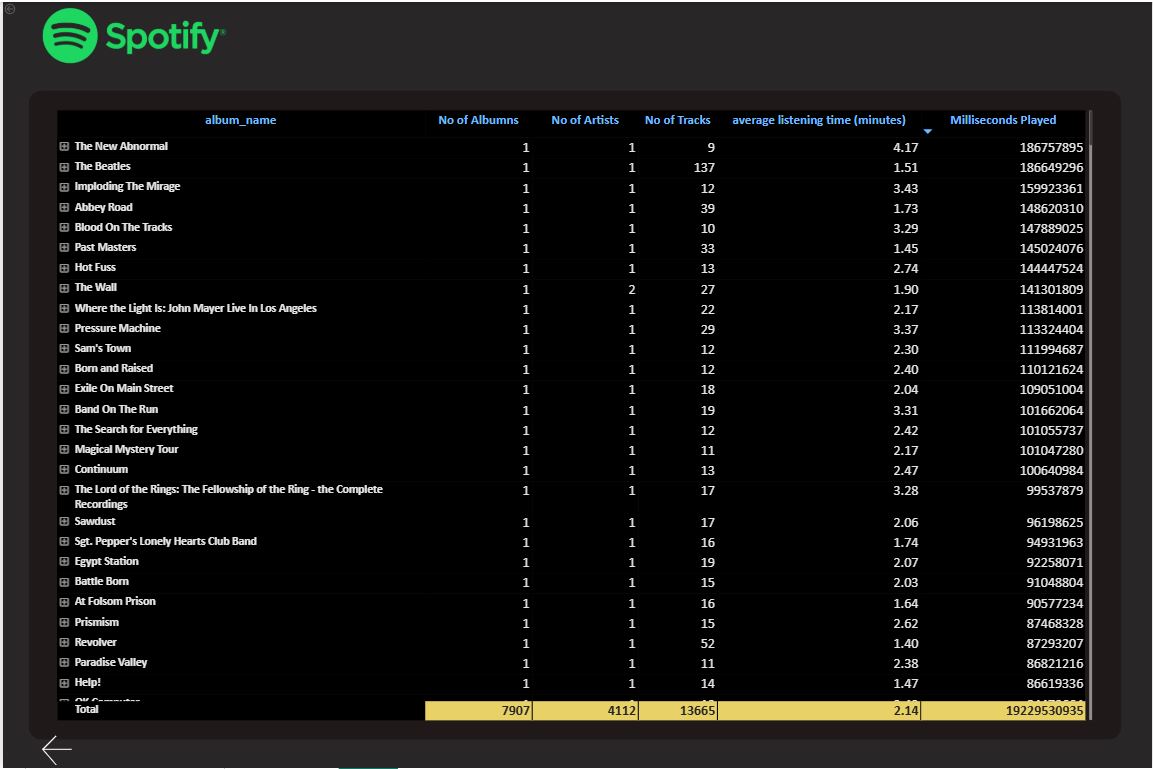 Spotify®
album_name No of Albumns No of Artists No of Tracks average listening time (minutes) Milliseconds Played
The New Abnormal 1 1 9 4.17 186757895
The Beatles 1 1 137 1.51 186649296
Imploding The Mirage 1 1 12 3.43 159923361
Abbey Road 1 1 39 1.73 148620310
Blood On The Tracks 1 1 10 3.29 147889025
Past Masters 1 1 33 1.45 145024076
Hot Fuss 1 1 13 2.74 144447524
The Wall 1 2 27 1.90 141301809
Where the Light Is: John Mayer Live In Los Angeles 1 1 22 2.17 113814001
Pressure Machine 1 1 29 3.37 113324404
Sam's Town 1 1 12 2.30 111994687
Born and Raised 1 1 12 2.40 110121624
Exile On Main Street 1 1 18 2.04 109051004
Band On The Run 1 1 19 3.31 101662064
The Search for Everything 1 1 12 2.42 101055737
Magical Mystery Tour 1 1 11 2.17 101047280
Continuum 1 1 13 2.47 100640984
The Lord of the Rings: The Fellowship of the Ring - the Complete 1 1 17 3.28 99537879
Recordings
Sawdust 1 1 17 2.06 96198625
Sgt. Pepper's Lonely Hearts Club Band 1 1 16 1.74 94931963
Egypt Station 1 1 19 2.07 92258071
Battle Born 1 1 15 2.03 91048804
At Folsom Prison 1 1 16 1.64 90577234
Prismism 1 1 15 2.62 87468328
Revolver 1 1 52 1.40 87293207
Paradise Valley 1 1 11 2.38 86821216
Help! 1 1 14 1.47 86619336
OK Computer
Total 7907 4112 13665 2.14 19229530935